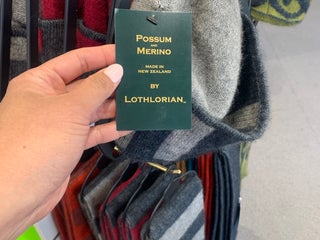 POSSUM
AND
MERINO
MADE IN
NEW ZEALAND
BY
LOTHLORIAN